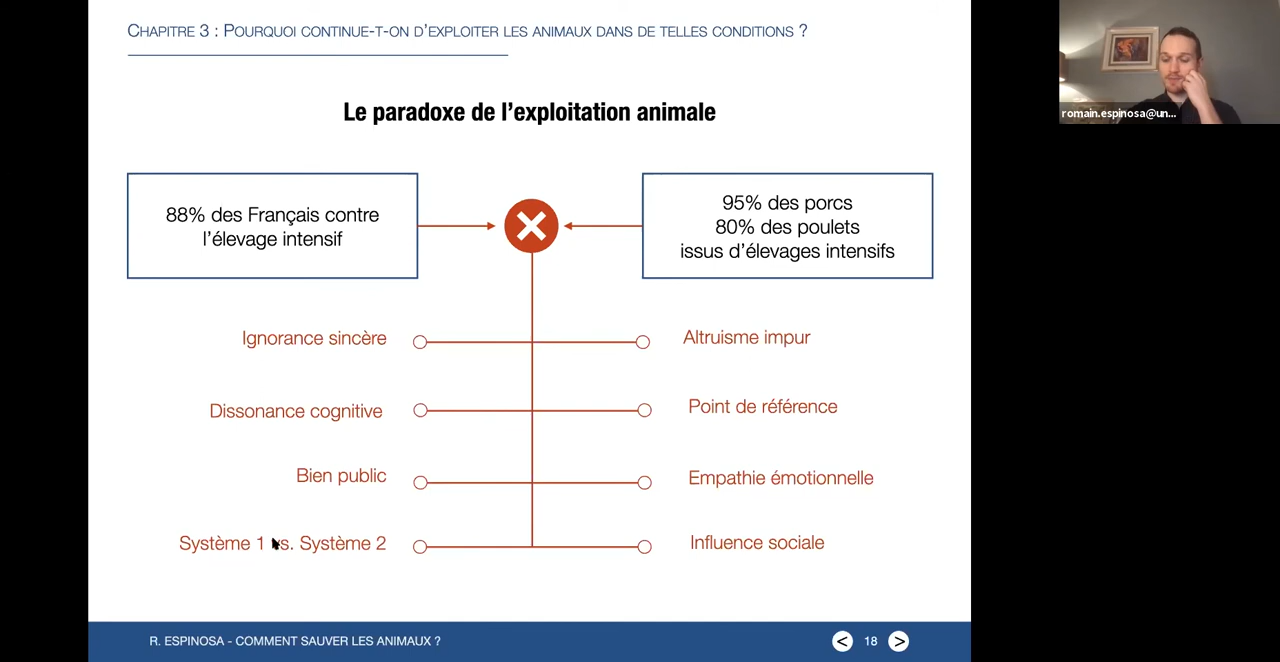 CHAPITRE 3 : POURQUOI CONTINUE-T-ON D'EXPLOITER LES ANIMAUX DANS DE TELLES CONDITIONS ?
romain.espinosa@un...
Le paradoxe de l'exploitation animale
88% des Français contre
l'élevage intensif
95% des porcs
80% des poulets
issus d'élevages intensifs
Ignorance sincère
Altruisme impur
Dissonance cognitive
Point de référence
Bien public
Empathie émotionnelle
Système 1 vs. Système 2
Influence sociale
R. ESPINOSA - COMMENT SAUVER LES ANIMAUX ?
< 18 >